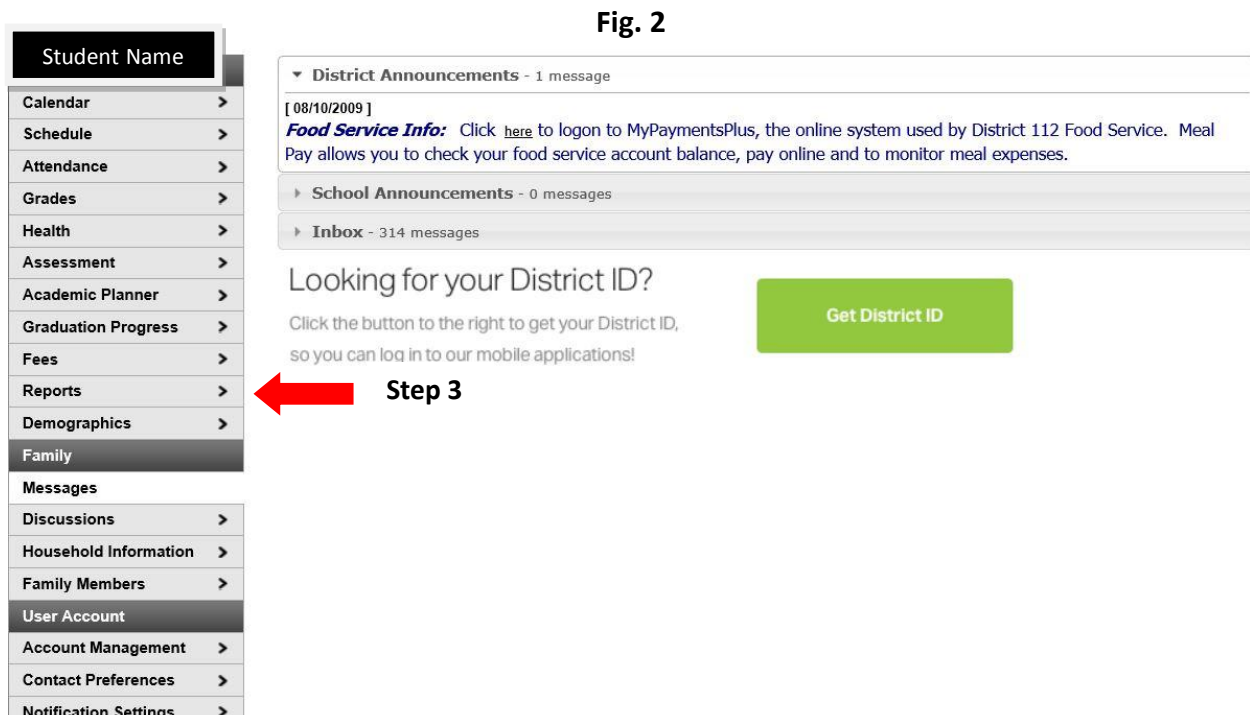 Fig. 2
Student Name
Calendar
Schedule
Attendance
Grades
Health
Assessment
Academic Planner
Graduation Progress
Fees
Reports
Demographics
Family
Messages
Discussions
Household Information
Family Members
User Account
Account Management
Contact Preferences
Notification Settings
District Announcements - 1 message
[ 08/10/2009 ]
Food Service Info: Click here to logon to MyPaymentsPlus, the online system used by District 112 Food Service. Meal
Pay allows you to check your food service account balance, pay online and to monitor meal expenses.
School Announcements - 0 messages
Inbox - 314 messages
Looking for your District ID?
Click the button to the right to get your District ID,
so you can log in to our mobile applications!
Get District ID
Step 3